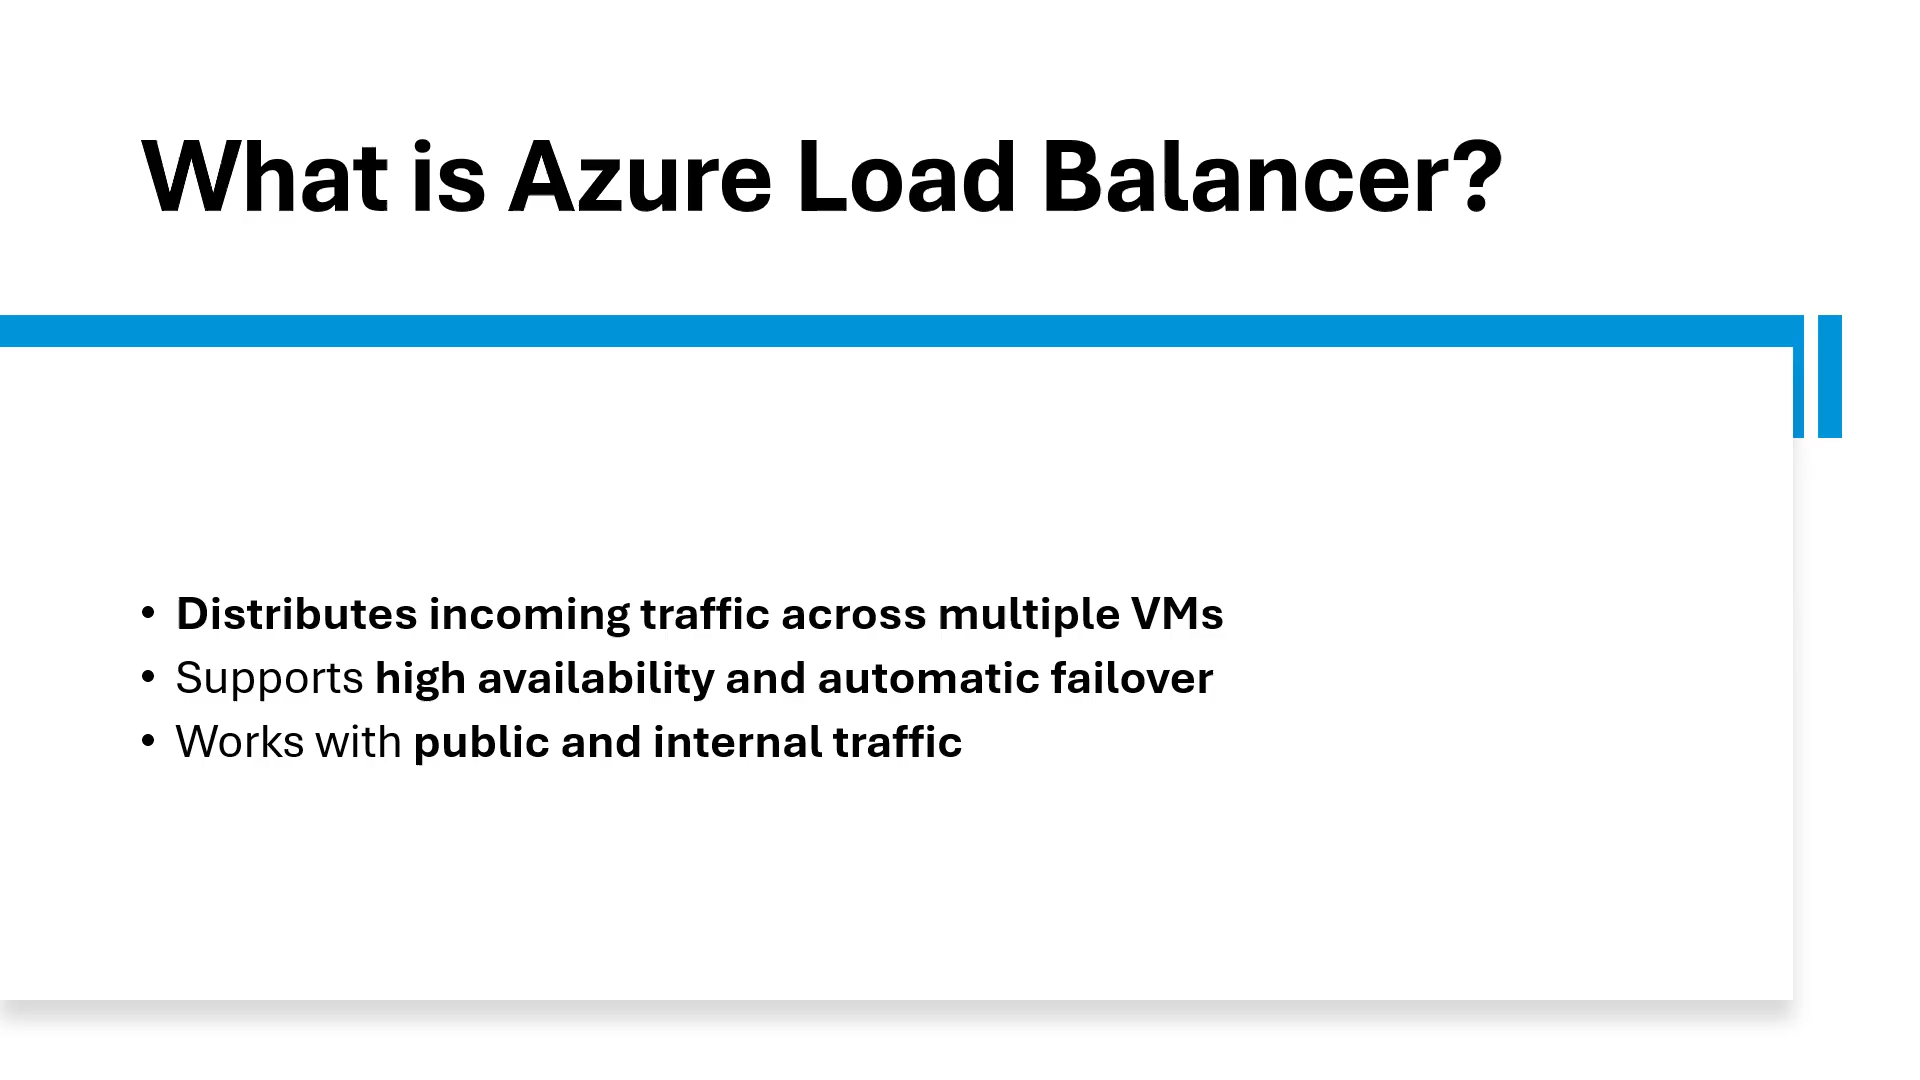 What is Azure Load Balancer?
• Distributes incoming traffic across multiple VMs
• Supports high availability and automatic failover
• Works with public and internal traffic